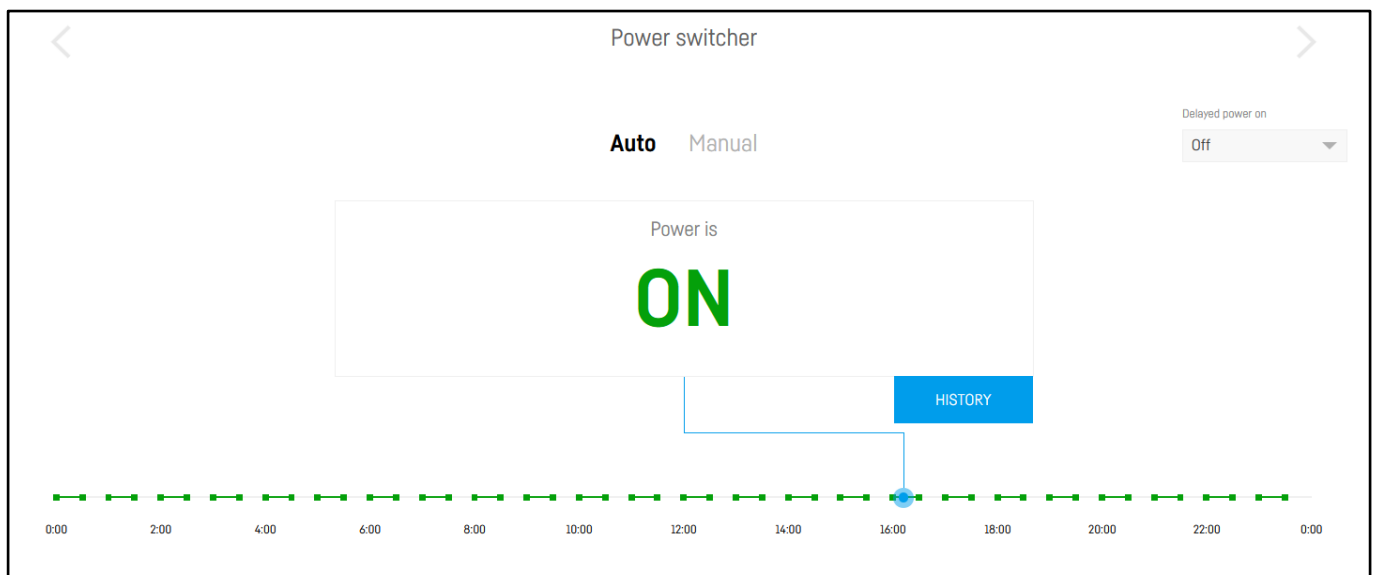 Power switcher
Delayed power on
Auto Manual
Off
Power is
ON
HISTORY
0:00 2:00 4:00 6:00 8:00 10:00 12:00 14:00 16:00 18:00 20:00 22:00 0:00